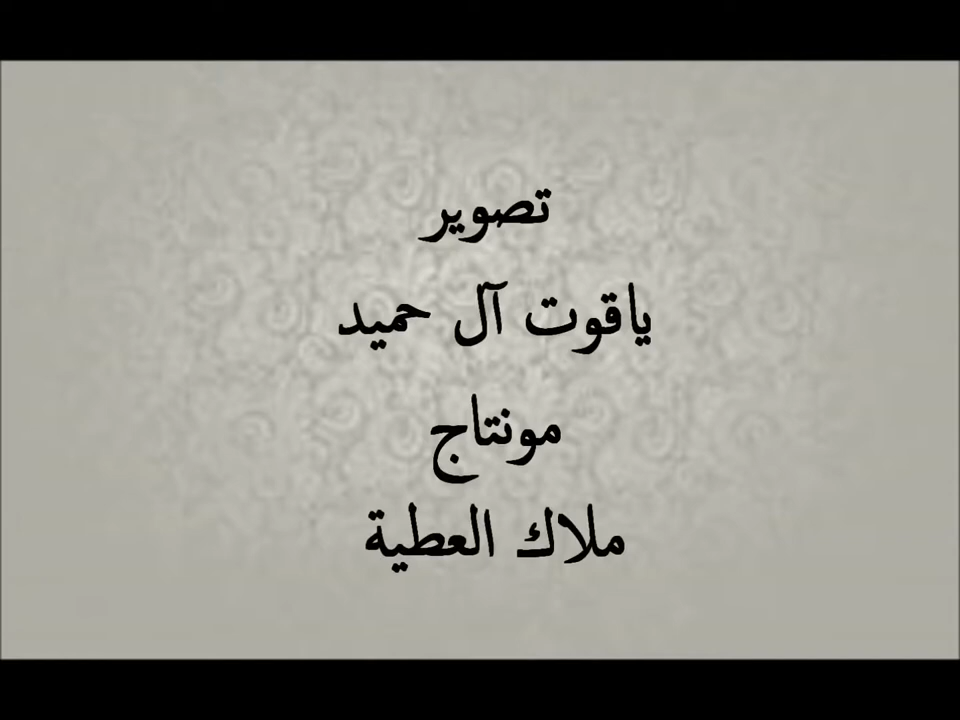 تصوير
ياقوت آل حميد
مونتاج
ملاك العطية